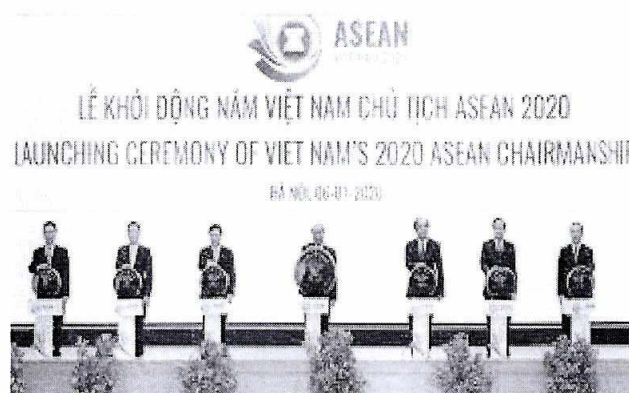 ASEAN
LỄ KHỞI ĐỘNG NĂM VIỆT NAM CHỦ TỊCH ASEAN 2020
LAUNCHING CEREMONY OF VIET NAM'S 2020 ASEAN CHAIRMANSHIP
HÀ NỘI, 06-01-2020